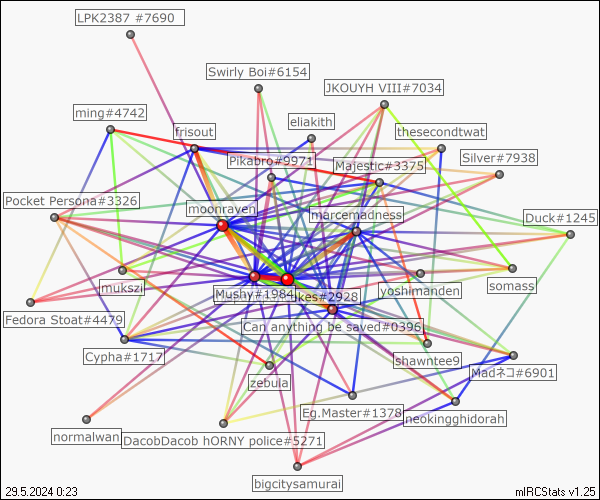 LPK2387 #7690
Swirly Boi#6154
JKOUYH VIII#7034
ming#4742
eliakith
frisout
thesecondtwat
Pikabro#9971
Majestic#3375
Silver#7938
Pocket Persona#3326
moonraven
marcemadness
Duck#1245
mukszi
Mushy#1984
ikes#2928
yoshimanden
somass
Fedora Stoat#4479
Can anything be saved#0396
Cypha#1717
shawntee9
Madネコ#6901
zebula
Eg.Master#1378
neokingghidorah
normalwan
DacobDacob hORNY police#5271
bigcitysamurai
29.5.2024 0:23
mIRCStats v1.25